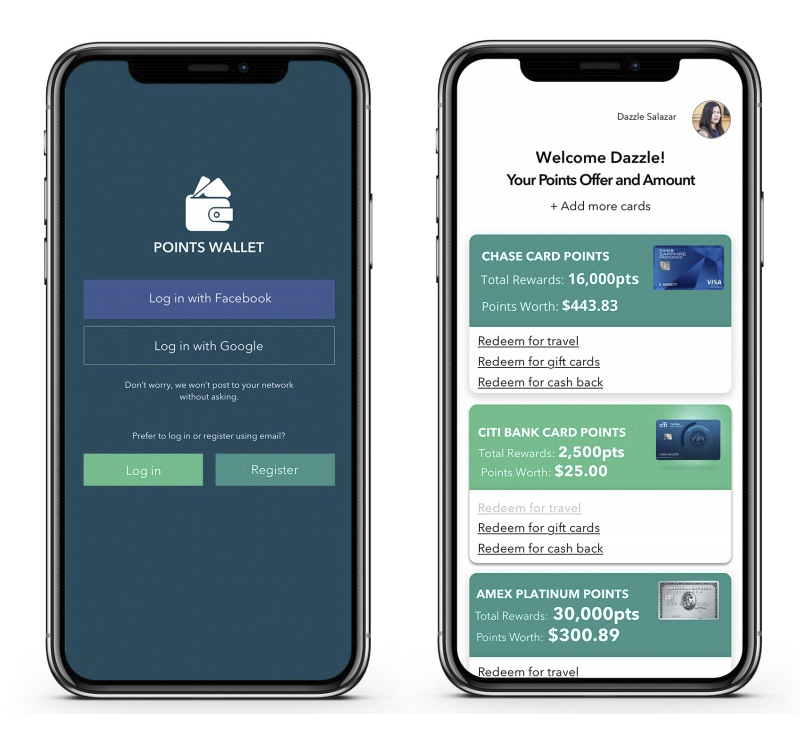 POINTS WALLET
Log in with Facebook
Log in with Google
Don't worry, we won't post to your network
without asking.
Prefer to log in or register using email?
Log in
Register
Dazzle Salazar
Welcome Dazzle!
Your Points Offer and Amount
+ Add more cards
CHASE CARD POINTS
Total Rewards: 16,000pts
Points Worth: $443.83
SAPPHIRE
VISA
Redeem for travel
Redeem for gift cards
Redeem for cash back
CITI BANK CARD POINTS
Total Rewards: 2,500pts
Points Worth: $25.00
citi
Redeem for travel
Redeem for gift cards
Redeem for cash back
AMEX PLATINUM POINTS
Total Rewards: 30,000pts
Points Worth: $300.89
Redeem for travel